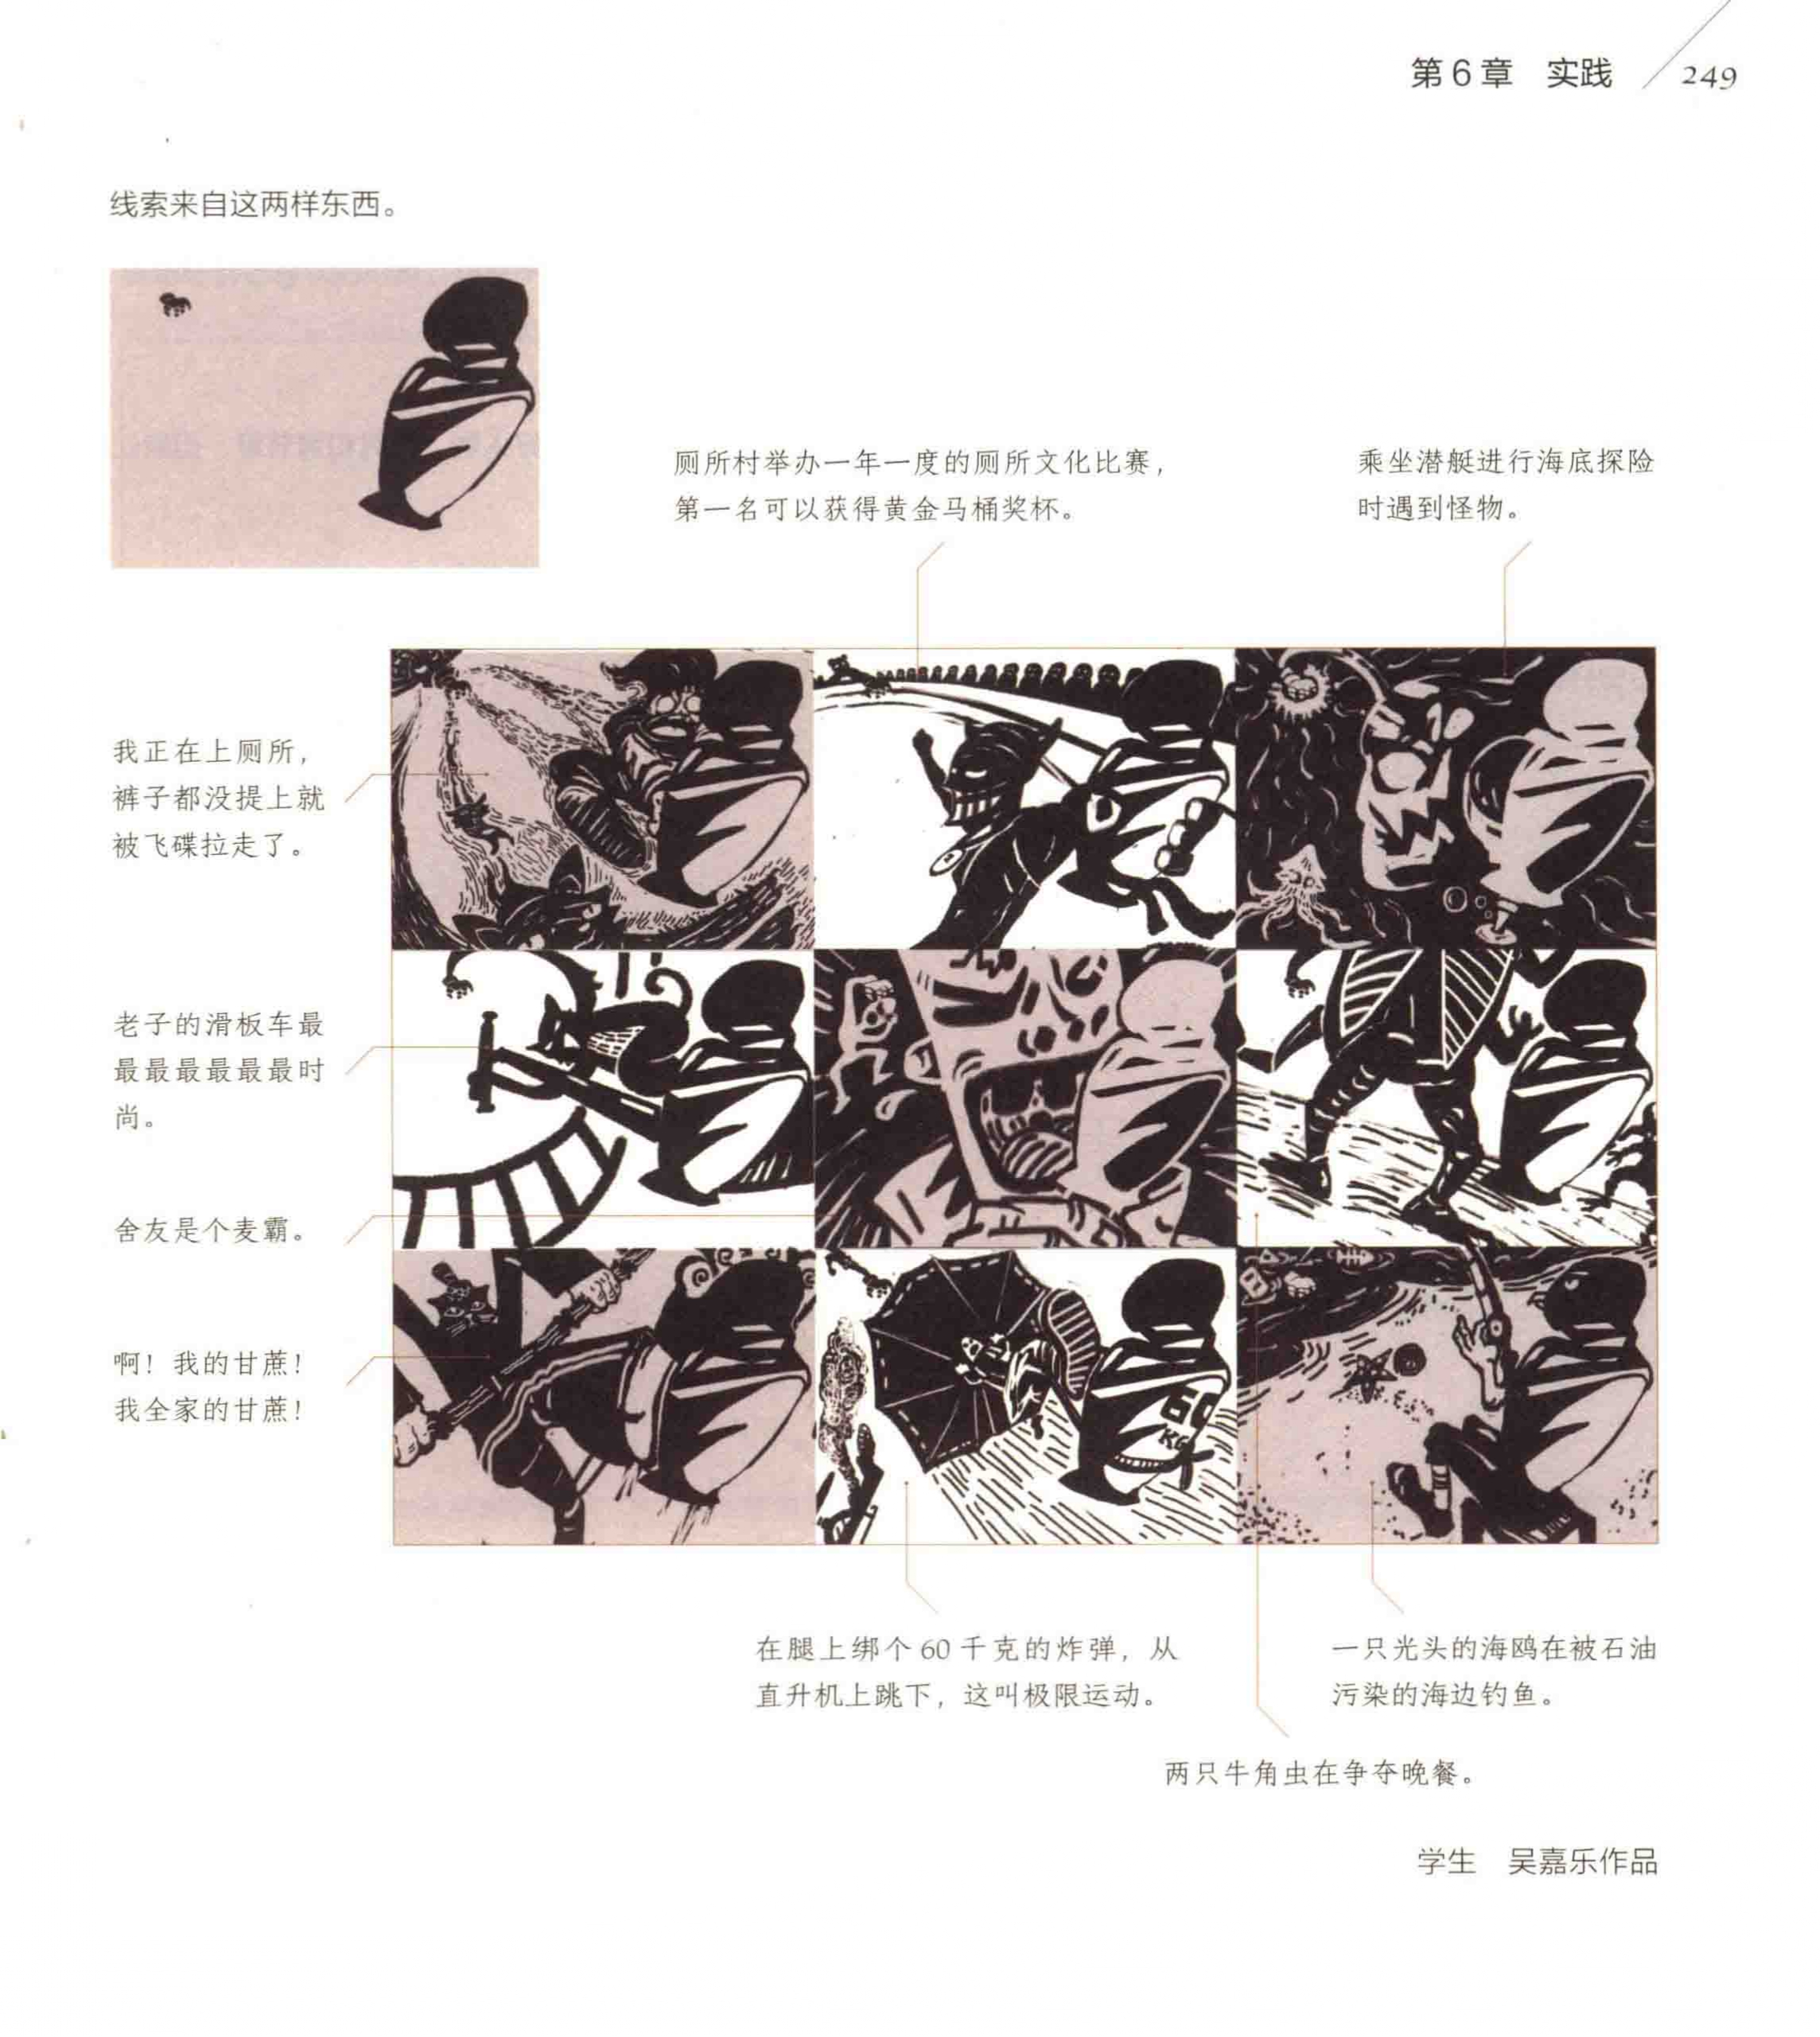 第6章 实践 249
线索来自这两样东西。
厕所村举办一年一度的厕所文化比赛，
第一名可以获得黄金马桶奖杯。
乘坐潜艇进行海底探险
时遇到怪物。
我正在上厕所，
裤子都没提上就
被飞碟拉走了。
老子的滑板车最
最最最最最最时
尚。
舍友是个麦霸。
啊！我的甘蔗！
我全家的甘蔗！
60
KG
在腿上绑个60千克的炸弹，从
直升机上跳下，这叫极限运动。
一只光头的海鸥在被石油
污染的海边钓鱼。
两只牛角虫在争夺晚餐。
学生 吴嘉乐作品